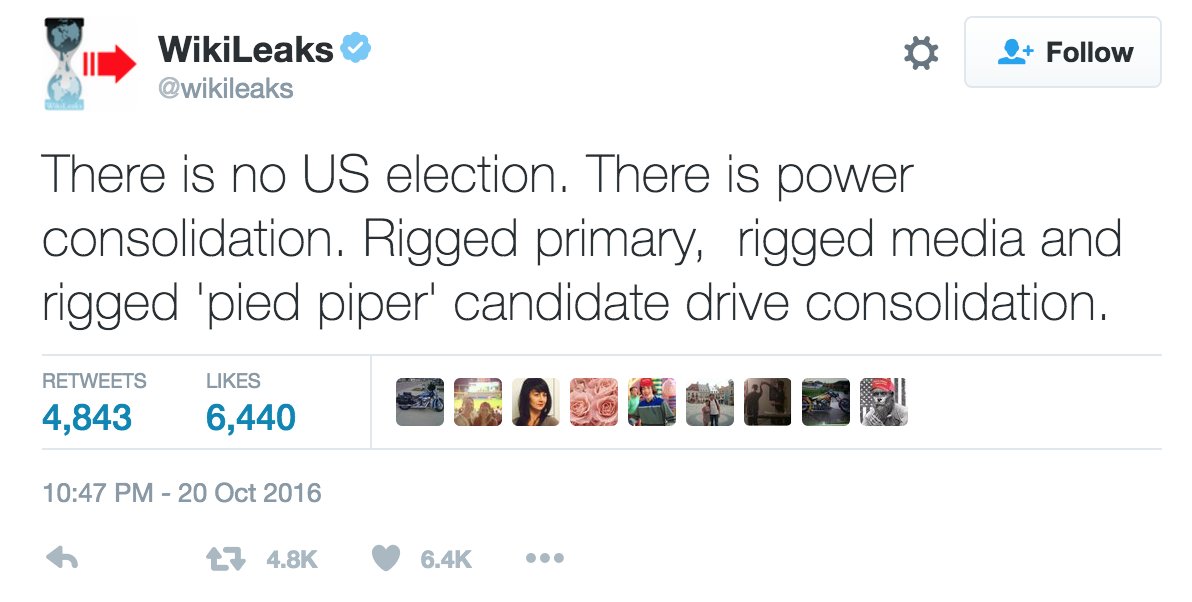 WikiLeaks
@wikileaks
Follow
There is no US election. There is power
consolidation. Rigged primary,  rigged media and
rigged 'pied piper' candidate drive consolidation.
RETWEETS LIKES
4,843 6,440
10:47 PM - 20 Oct 2016
4.8K 6.4K